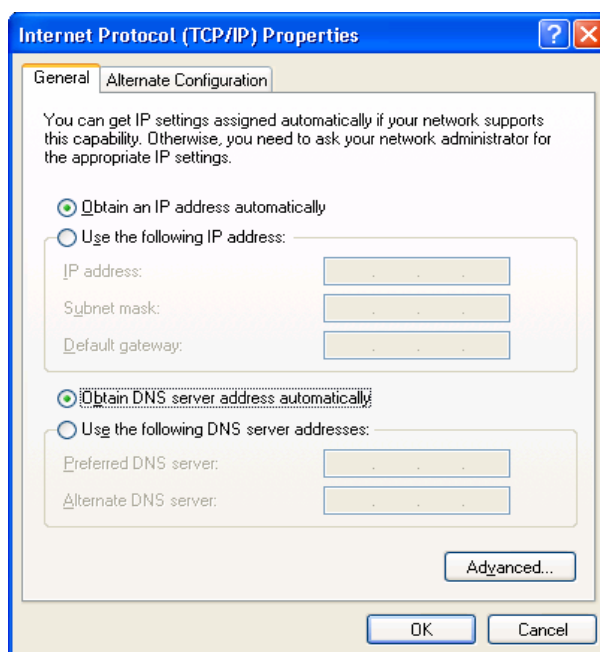 Internet Protocol (TCP/IP) Properties
?
General
Alternate Configuration
You can get IP settings assigned automatically if your network supports
this capability. Otherwise, you need to ask your network administrator for
the appropriate IP settings.
Obtain an IP address automatically
Use the following IP address:
IP address:
Subnet mask:
Default gateway:
Obtain DNS server address automatically
Use the following DNS server addresses:
Preferred DNS server:
Alternate DNS server:
Advanced...
OK
Cancel